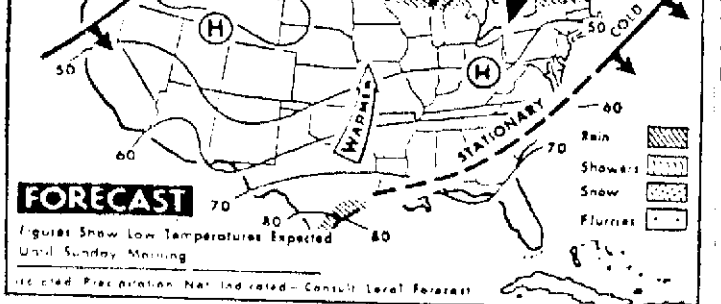 H
50
COLD
50
H
WARMER
60
STATIONARY
60
70
Rain
Showers
Snow
Flurries
FORECAST
70
80
80
Figures Show Low Temperatures Expected
Until Sunday Morning
Precipitation Not Indicated - Consult Local Forecast